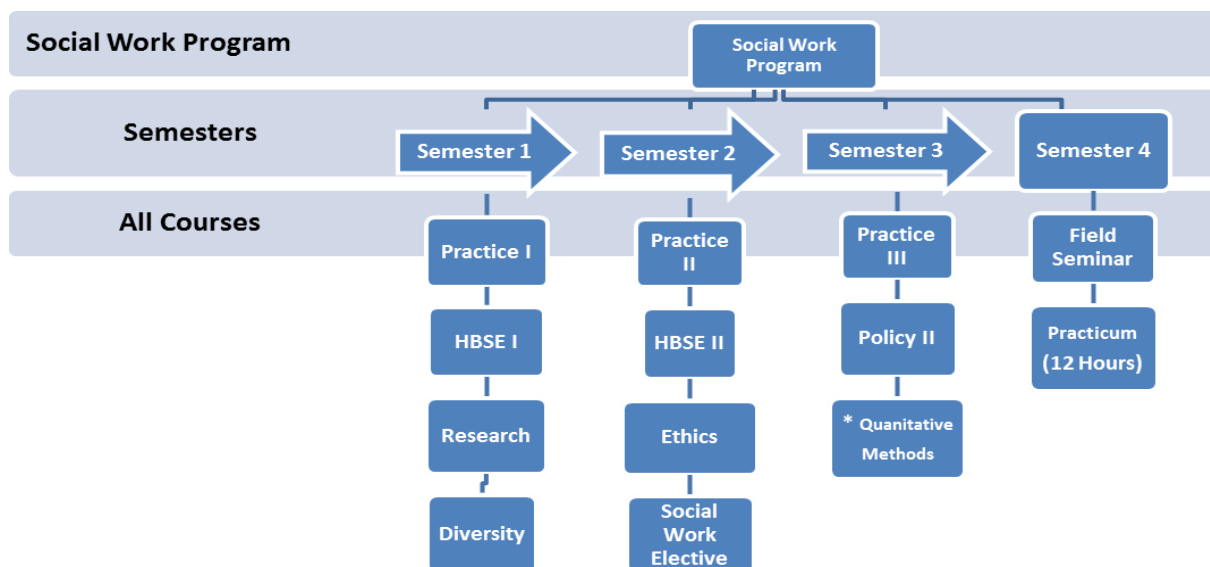 Social Work Program
Social Work
Program
Semesters
Semester 1
Semester 2
Semester 3
Semester 4
All Courses
Practice I
Practice
II
Practice
III
Field
Seminar
HBSE I
HBSE II
Policy II
Practicum
(12 Hours)
Research
Ethics
* Quanitative
Methods
Diversity
Social
Work
Elective